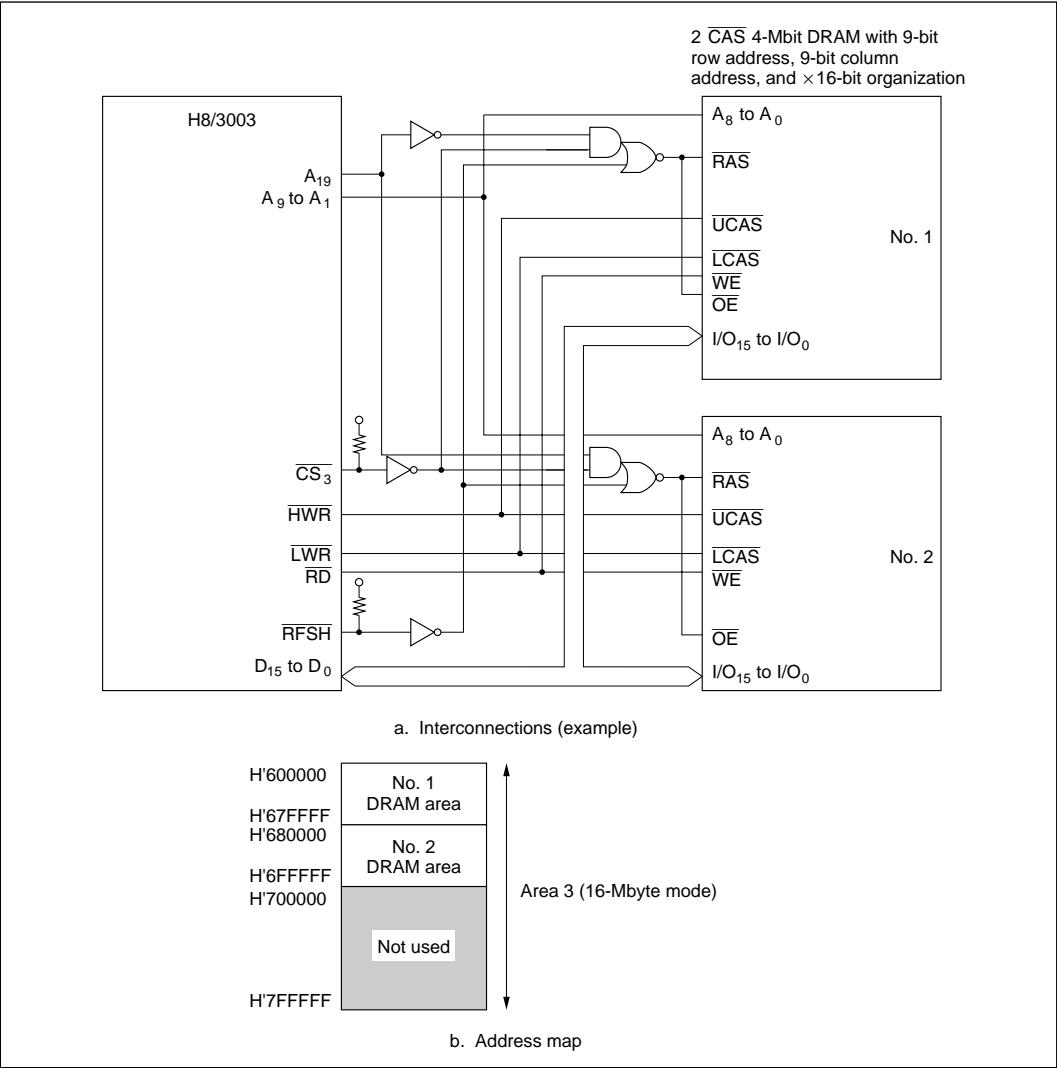 2 CAS 4-Mbit DRAM with 9-bit
row address, 9-bit column
address, and ×16-bit organization
H8/3003
A19
A9 to A1
CS3
HWR
LWR
RD
RFSH
D15 to D0
A8 to A0
RAS
UCAS
No. 1
LCAS
WE
OE
I/O15 to I/O0
A8 to A0
RAS
UCAS
LCAS
No. 2
WE
OE
I/O15 to I/O0
a. Interconnections (example)
H'600000
No. 1
DRAM area
H'67FFFF
H'680000
No. 2
DRAM area
H'6FFFFF
H'700000
Area 3 (16-Mbyte mode)
Not used
H'7FFFFF
b. Address map